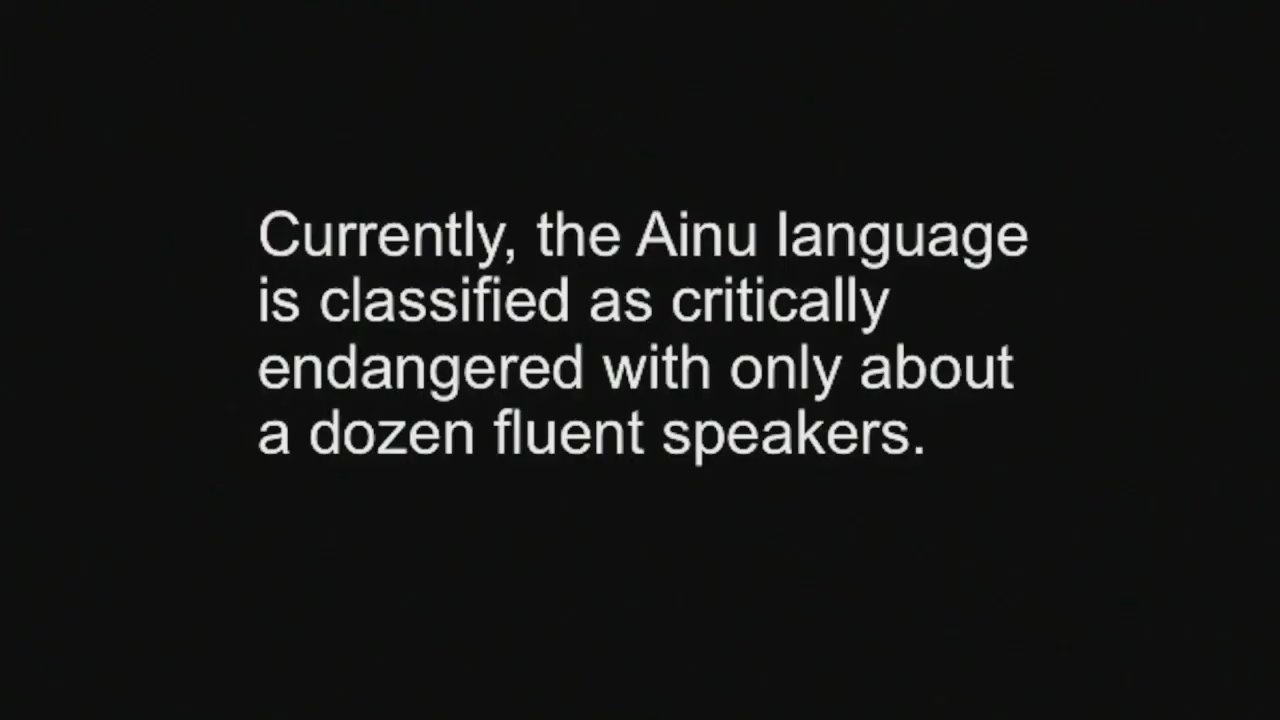 Currently, the Ainu language
is classified as critically
endangered with only about
a dozen fluent speakers.